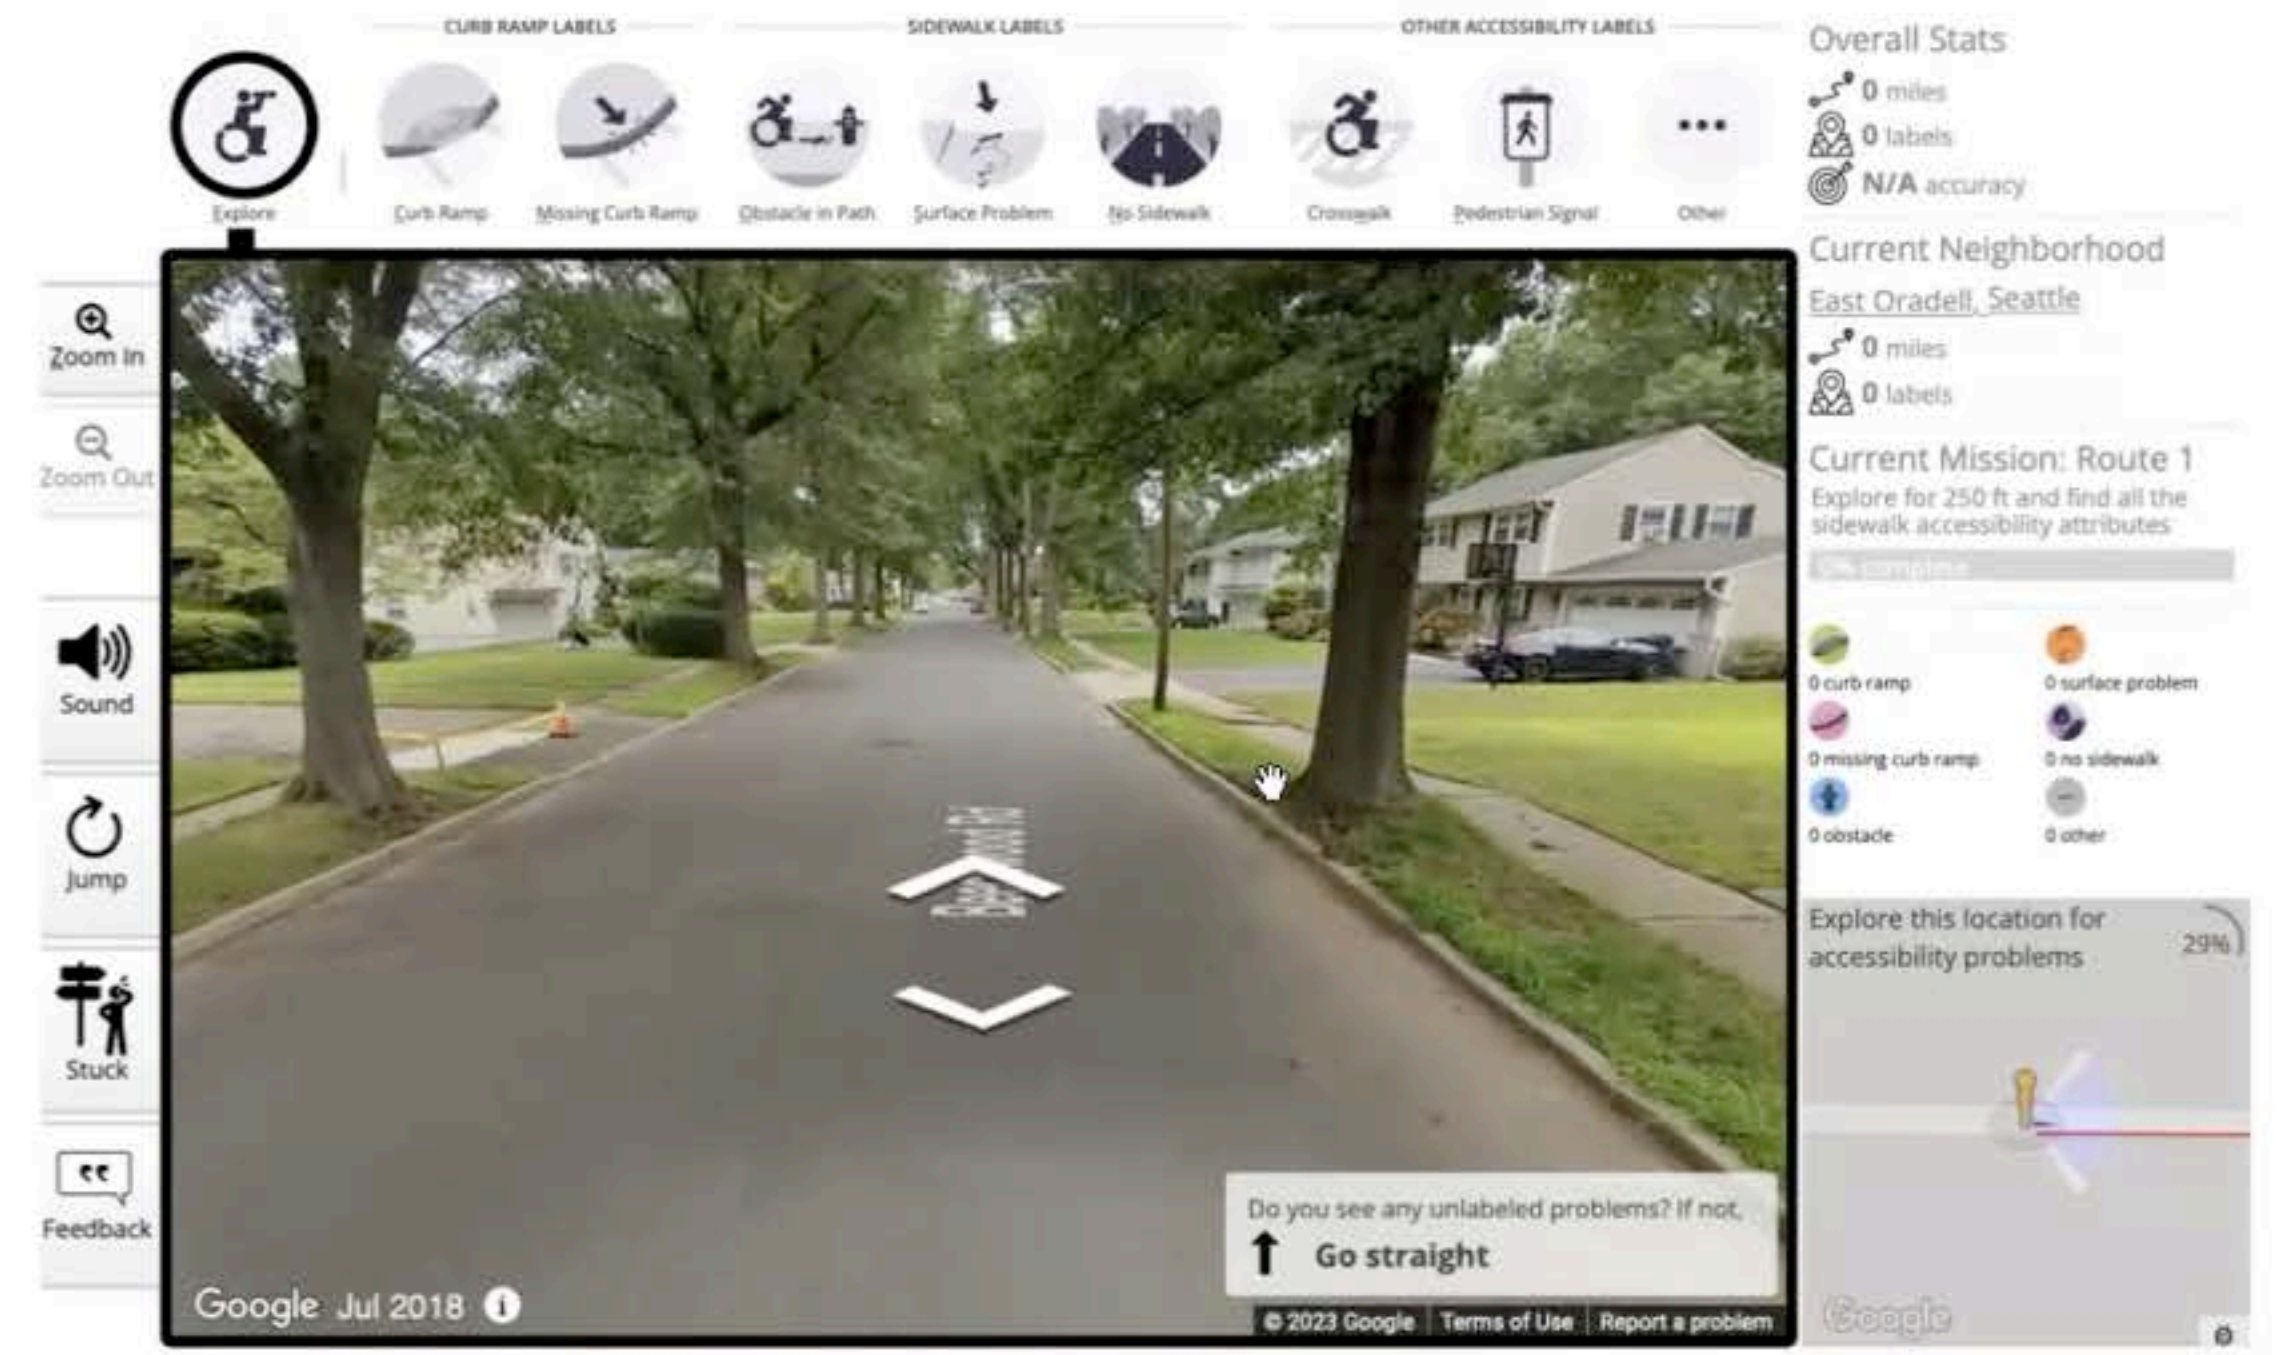 CURB RAMP LABELS
SIDEWALK LABELS
OTHER ACCESSIBILITY LABELS
Explore
Curb Ramp
Missing Curb Ramp
Obstacle in Path
Surface Problem
No Sidewalk
Crosswalk
Pedestrian Signal
Other
Zoom In
Zoom Out
Sound
Jump
Stuck
Feedback
Do you see any unlabeled problems? If not,
Go straight
Google Jul 2018
© 2023 Google
Terms of Use
Report a problem
Overall Stats
0 miles
0 labels
N/A accuracy
Current Neighborhood
East Oradell, Seattle
0 miles
0 labels
Current Mission: Route 1
Explore for 250 ft and find all the
sidewalk accessibility attributes
0% complete
0 curb ramp
0 surface problem
0 missing curb ramp
0 no sidewalk
0 obstacle
0 other
Explore this location for
accessibility problems
29%
Google